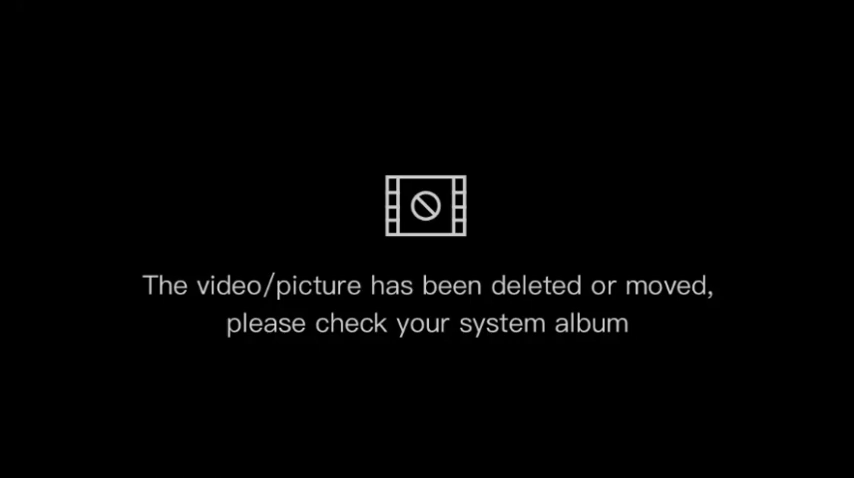 The video/picture has been deleted or moved,
please check your system album